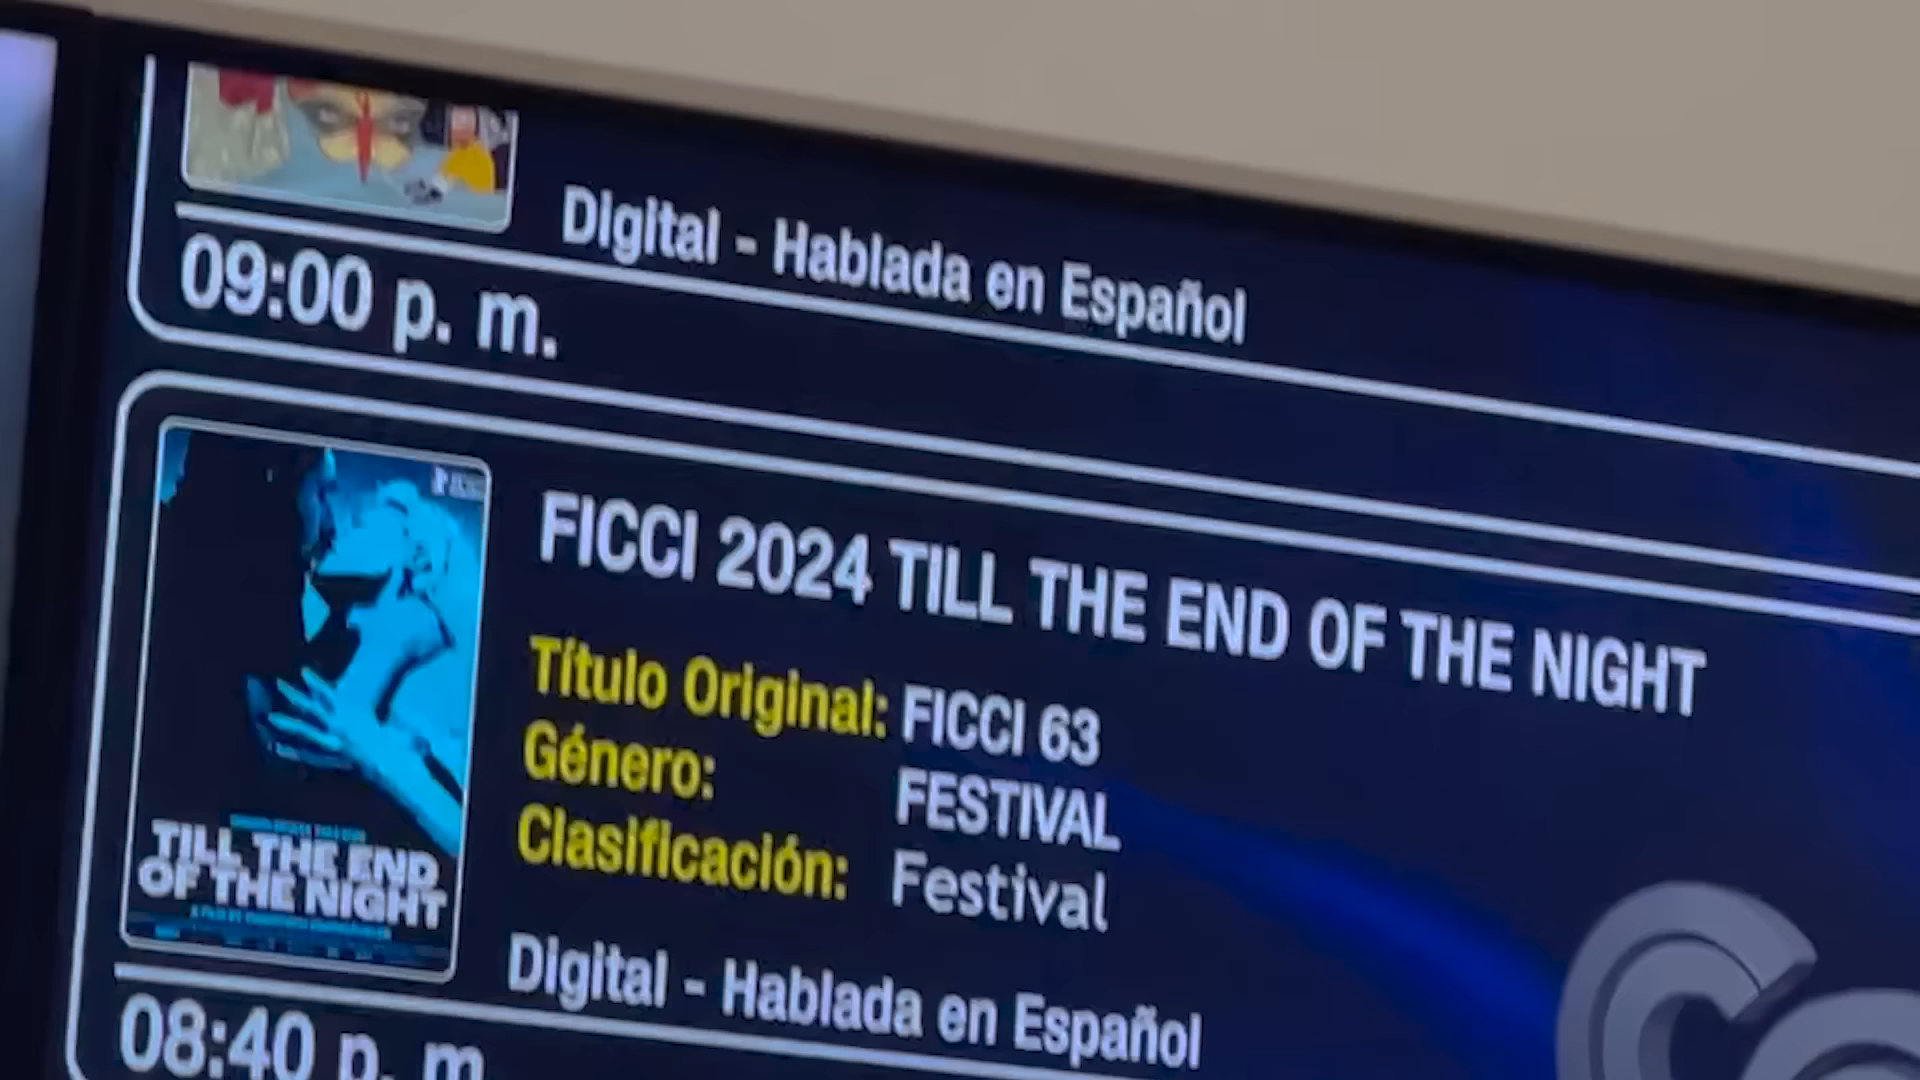 Digital - Hablada en Español
09:00 p. m.
FICCI 2024 TILL THE END OF THE NIGHT
Título Original: FICCI 63
Género: FESTIVAL
Clasificación: Festival
TILL THE END
OF THE NIGHT
Digital - Hablada en Español
08:40 p. m.